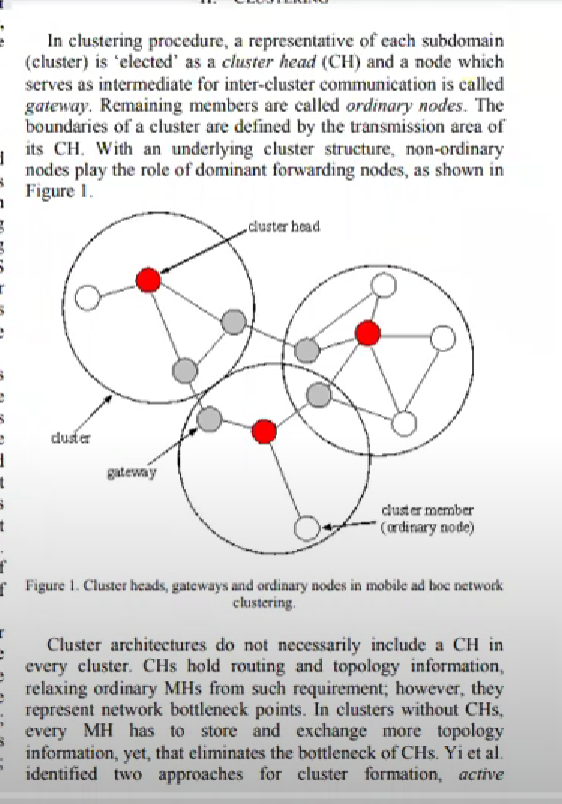 In clustering procedure, a representative of each subdomain
(cluster) is 'elected' as a cluster head (CH) and a node which
serves as intermediate for inter-cluster communication is called
gateway. Remaining members are called ordinary nodes. The
boundaries of a cluster are defined by the transmission area of
its CH. With an underlying cluster structure, non-ordinary
nodes play the role of dominant forwarding nodes, as shown in
Figure 1.
cluster head
cluster
gateway
cluster member
(ordinary node)
Figure 1. Cluster heads, gateways and ordinary nodes in mobile ad hoc network
clustering.
Cluster architectures do not necessarily include a CH in
every cluster. CHs hold routing and topology information,
relaxing ordinary MHs from such requirement; however, they
represent network bottleneck points. In clusters without CHs,
every MH has to store and exchange more topology
information, yet, that eliminates the bottleneck of CHs. Yi et al.
identified two approaches for cluster formation, active